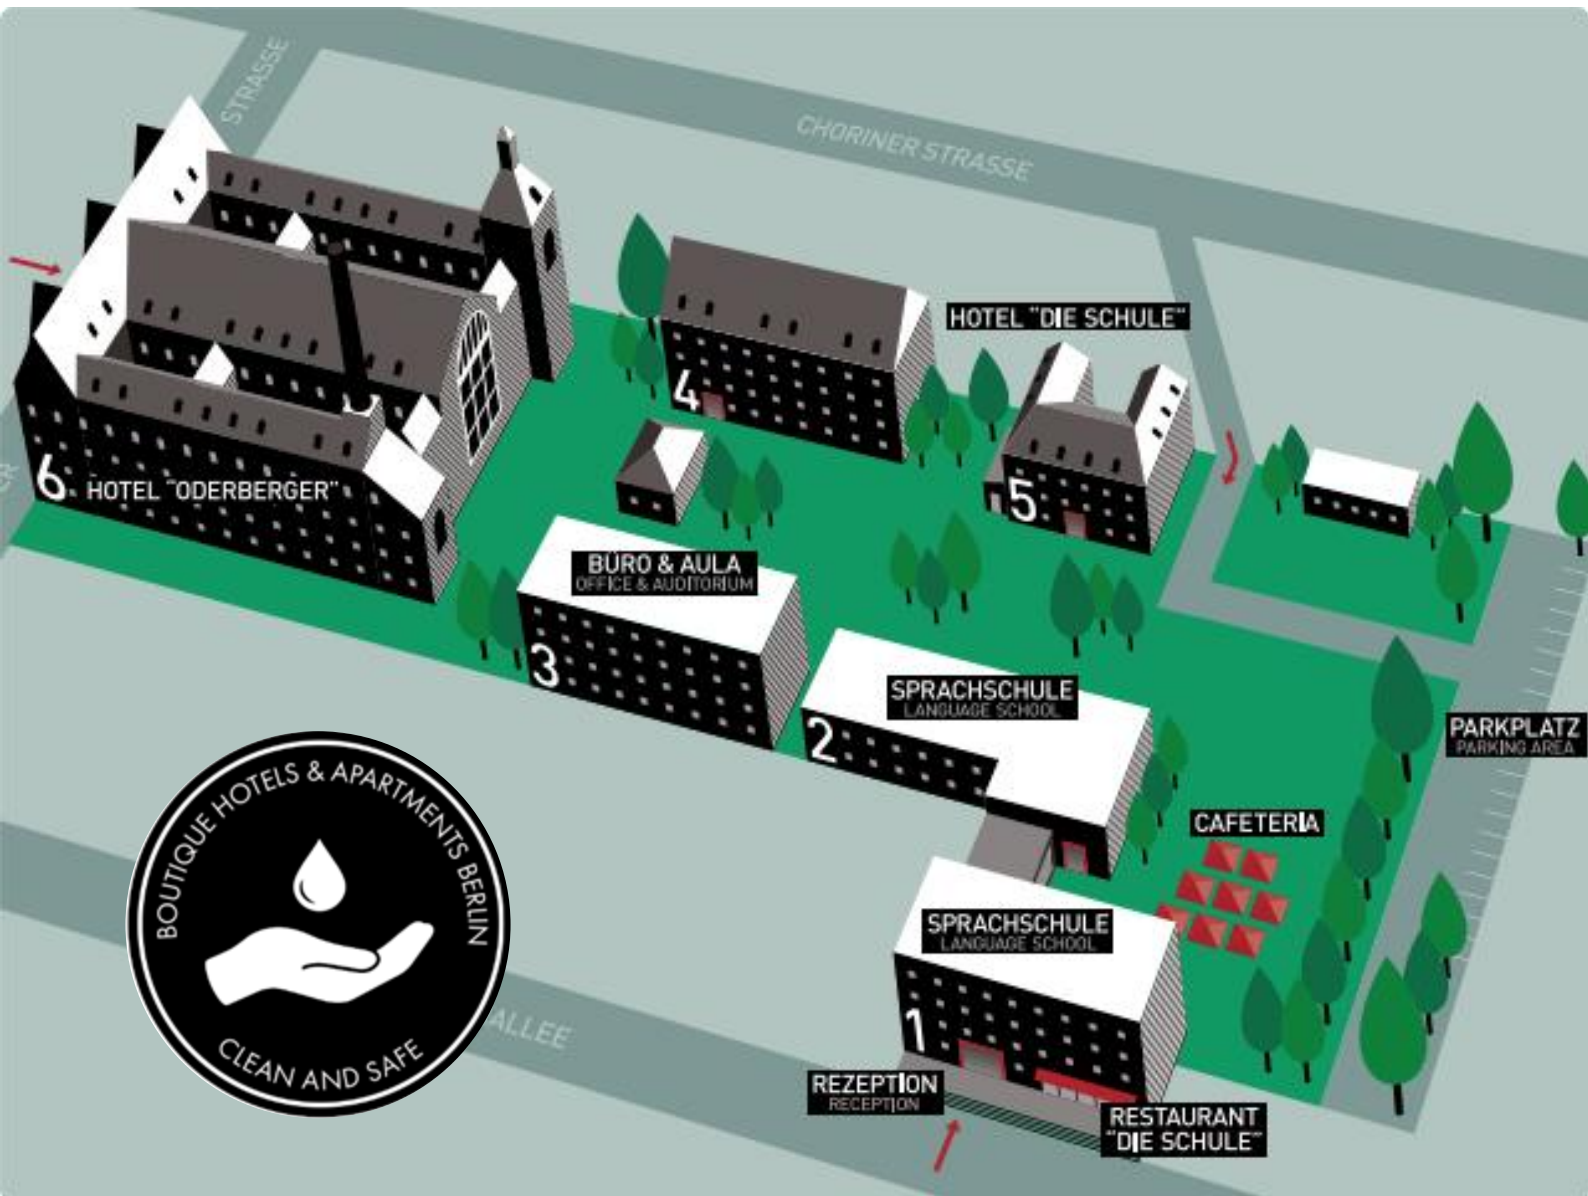 STRASSE
CHORINER STRASSE
HOTEL "DIE SCHULE"
4
5
6 HOTEL "ODERBERGER"
BÜRO & AULA
OFFICE & AUDITORIUM
3
SPRACHSCHULE
LANGUAGE SCHOOL
2
PARKPLATZ
PARKING AREA
CAFETERIA
SPRACHSCHULE
LANGUAGE SCHOOL
1
REZEPTION
RECEPTION
RESTAURANT
"DIE SCHULE"
ALLEE
BOUTIQUE HOTELS & APARTMENTS BERLIN
CLEAN AND SAFE